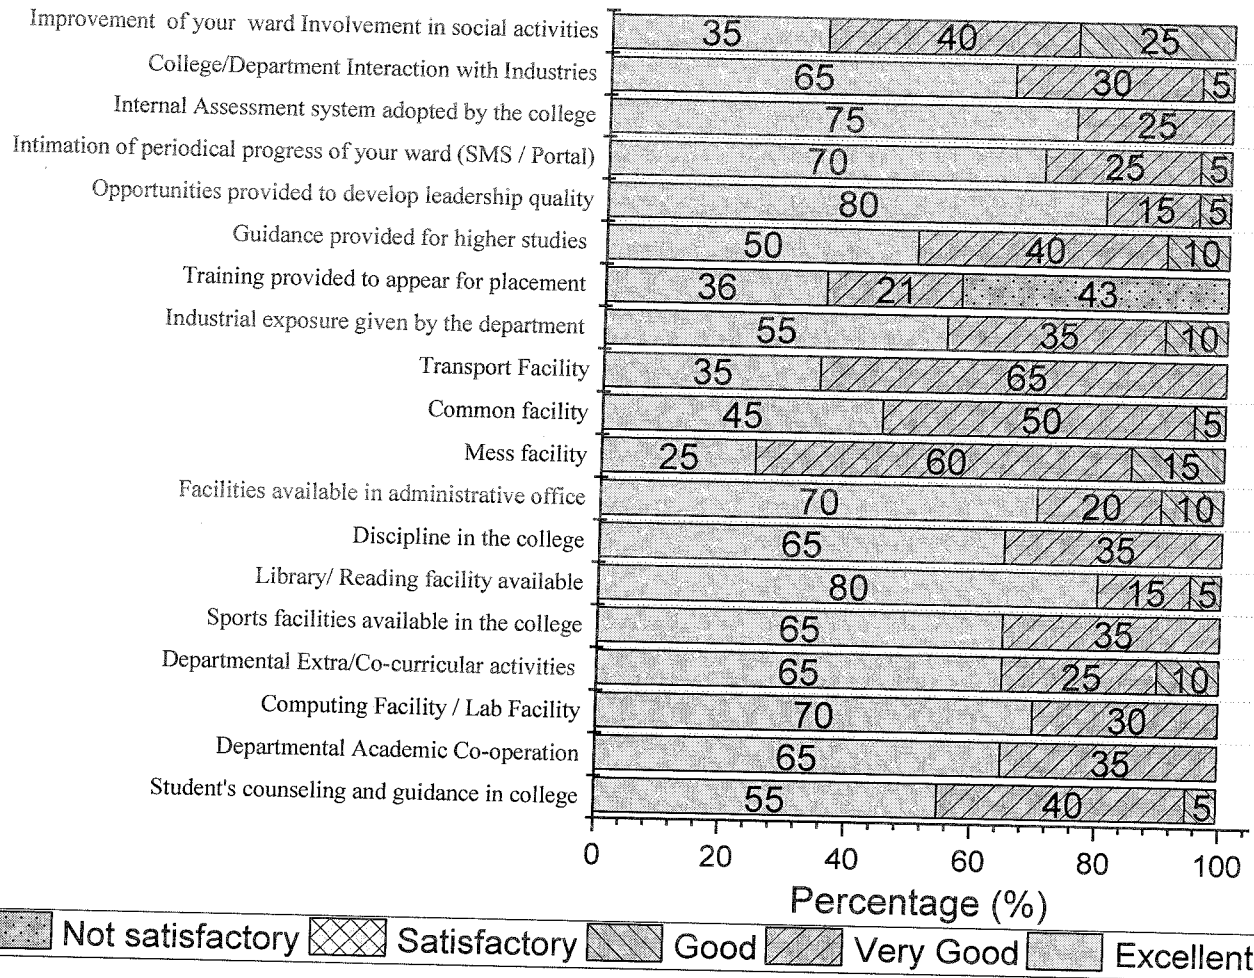 Improvement of your ward Involvement in social activities 35 40 25
College/Department Interaction with Industries 65 30 5
Internal Assessment system adopted by the college 75 25
Intimation of periodical progress of your ward (SMS / Portal) 70 25 5
Opportunities provided to develop leadership quality 80 15 5
Guidance provided for higher studies 50 40 10
Training provided to appear for placement 36 21 43
Industrial exposure given by the department 55 35 10
Transport Facility 35 65
Common facility 45 50 5
Mess facility 25 60 15
Facilities available in administrative office 70 20 10
Discipline in the college 65 35
Library/ Reading facility available 80 15 5
Sports facilities available in the college 65 35
Departmental Extra/Co-curricular activities 65 25 10
Computing Facility / Lab Facility 70 30
Departmental Academic Co-operation 65 35
Student's counseling and guidance in college 55 40 5
0 20 40 60 80 100
Percentage (%)
Not satisfactory Satisfactory Good Very Good Excellent